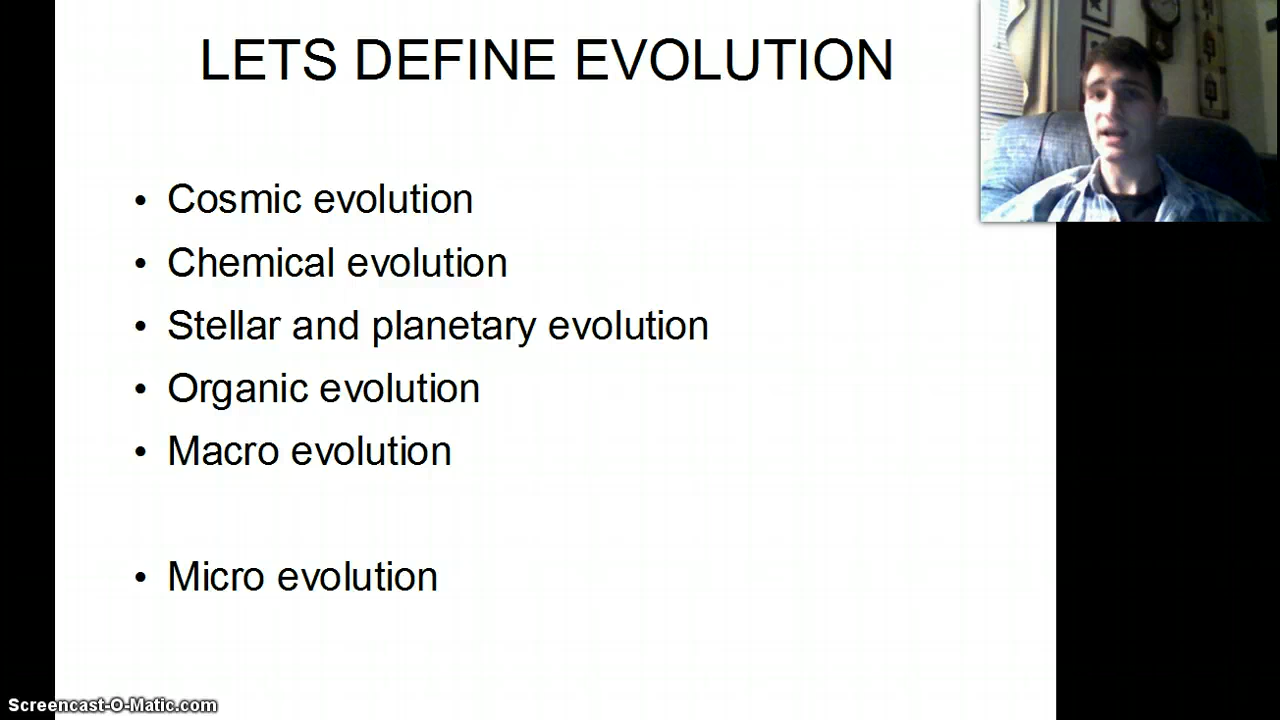 LETS DEFINE EVOLUTION
• Cosmic evolution
• Chemical evolution
• Stellar and planetary evolution
• Organic evolution
• Macro evolution
• Micro evolution
Screencast-O-Matic.com